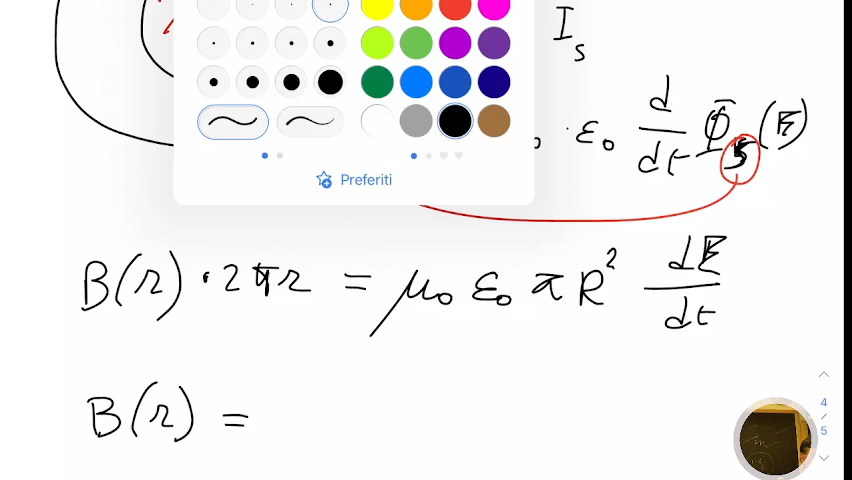 I_s
ε₀ d/dt Φ_S (E)
Preferiti
B(r) · 2πr = μ₀ ε₀ π R² dE/dt
B(r) =
4
5